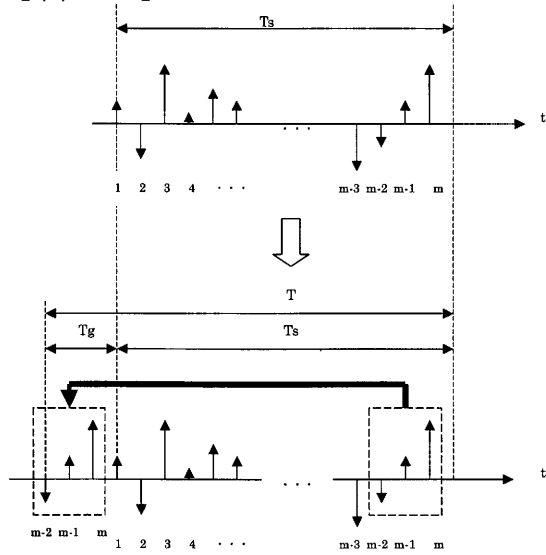 Ts
t
. . .
1 2 3 4 . . . m-3 m-2 m-1 m
T
Tg Ts
t
. . .
m-2 m-1 m 1 2 3 4 . . . m-3 m-2 m-1 m